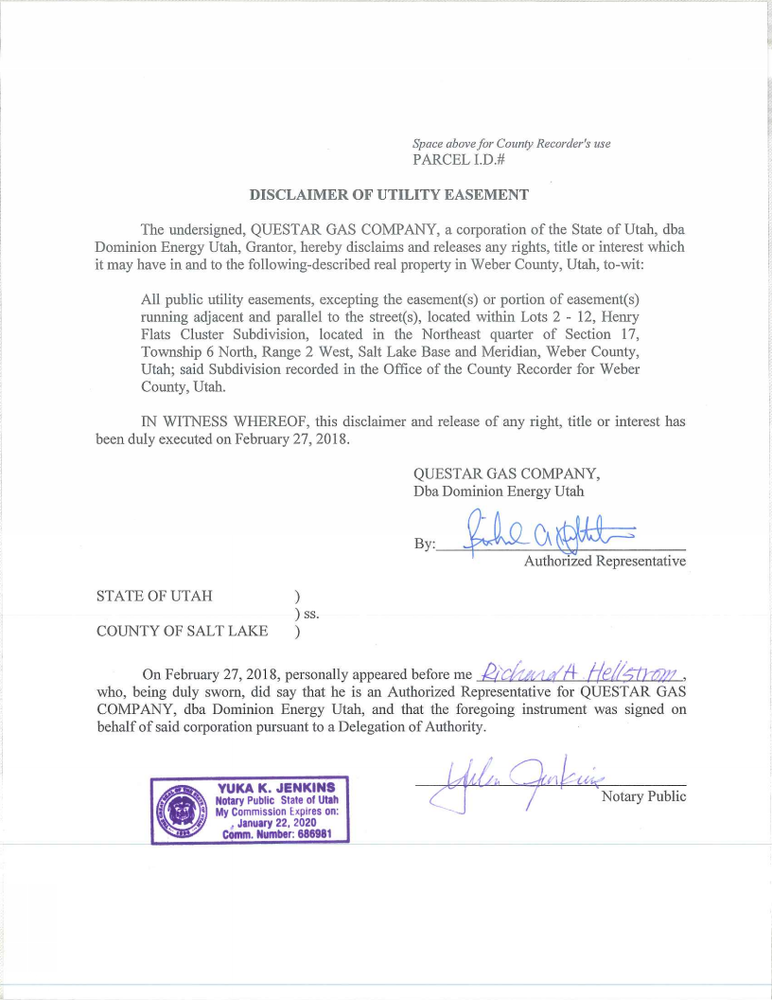 Space above for County Recorder's use
PARCEL I.D.#
DISCLAIMER OF UTILITY EASEMENT
The undersigned, QUESTAR GAS COMPANY, a corporation of the State of Utah, dba
Dominion Energy Utah, Grantor, hereby disclaims and releases any rights, title or interest which
it may have in and to the following-described real property in Weber County, Utah, to-wit:
All public utility easements, excepting the easement(s) or portion of easement(s)
running adjacent and parallel to the street(s), located within Lots 2 - 12, Henry
Flats Cluster Subdivision, located in the Northeast quarter of Section 17,
Township 6 North, Range 2 West, Salt Lake Base and Meridian, Weber County,
Utah; said Subdivision recorded in the Office of the County Recorder for Weber
County, Utah.
IN WITNESS WHEREOF, this disclaimer and release of any right, title or interest has
been duly executed on February 27, 2018.
QUESTAR GAS COMPANY,
Dba Dominion Energy Utah
By:
Authorized Representative
STATE OF UTAH )
) ss.
COUNTY OF SALT LAKE )
On February 27, 2018, personally appeared before me Richard A Hellstrom,
who, being duly sworn, did say that he is an Authorized Representative for QUESTAR GAS
COMPANY, dba Dominion Energy Utah, and that the foregoing instrument was signed on
behalf of said corporation pursuant to a Delegation of Authority.
Jenkins
Notary Public
YUKA K. JENKINS
Notary Public State of Utah
My Commission Expires on:
January 22, 2020
Comm. Number: 686981